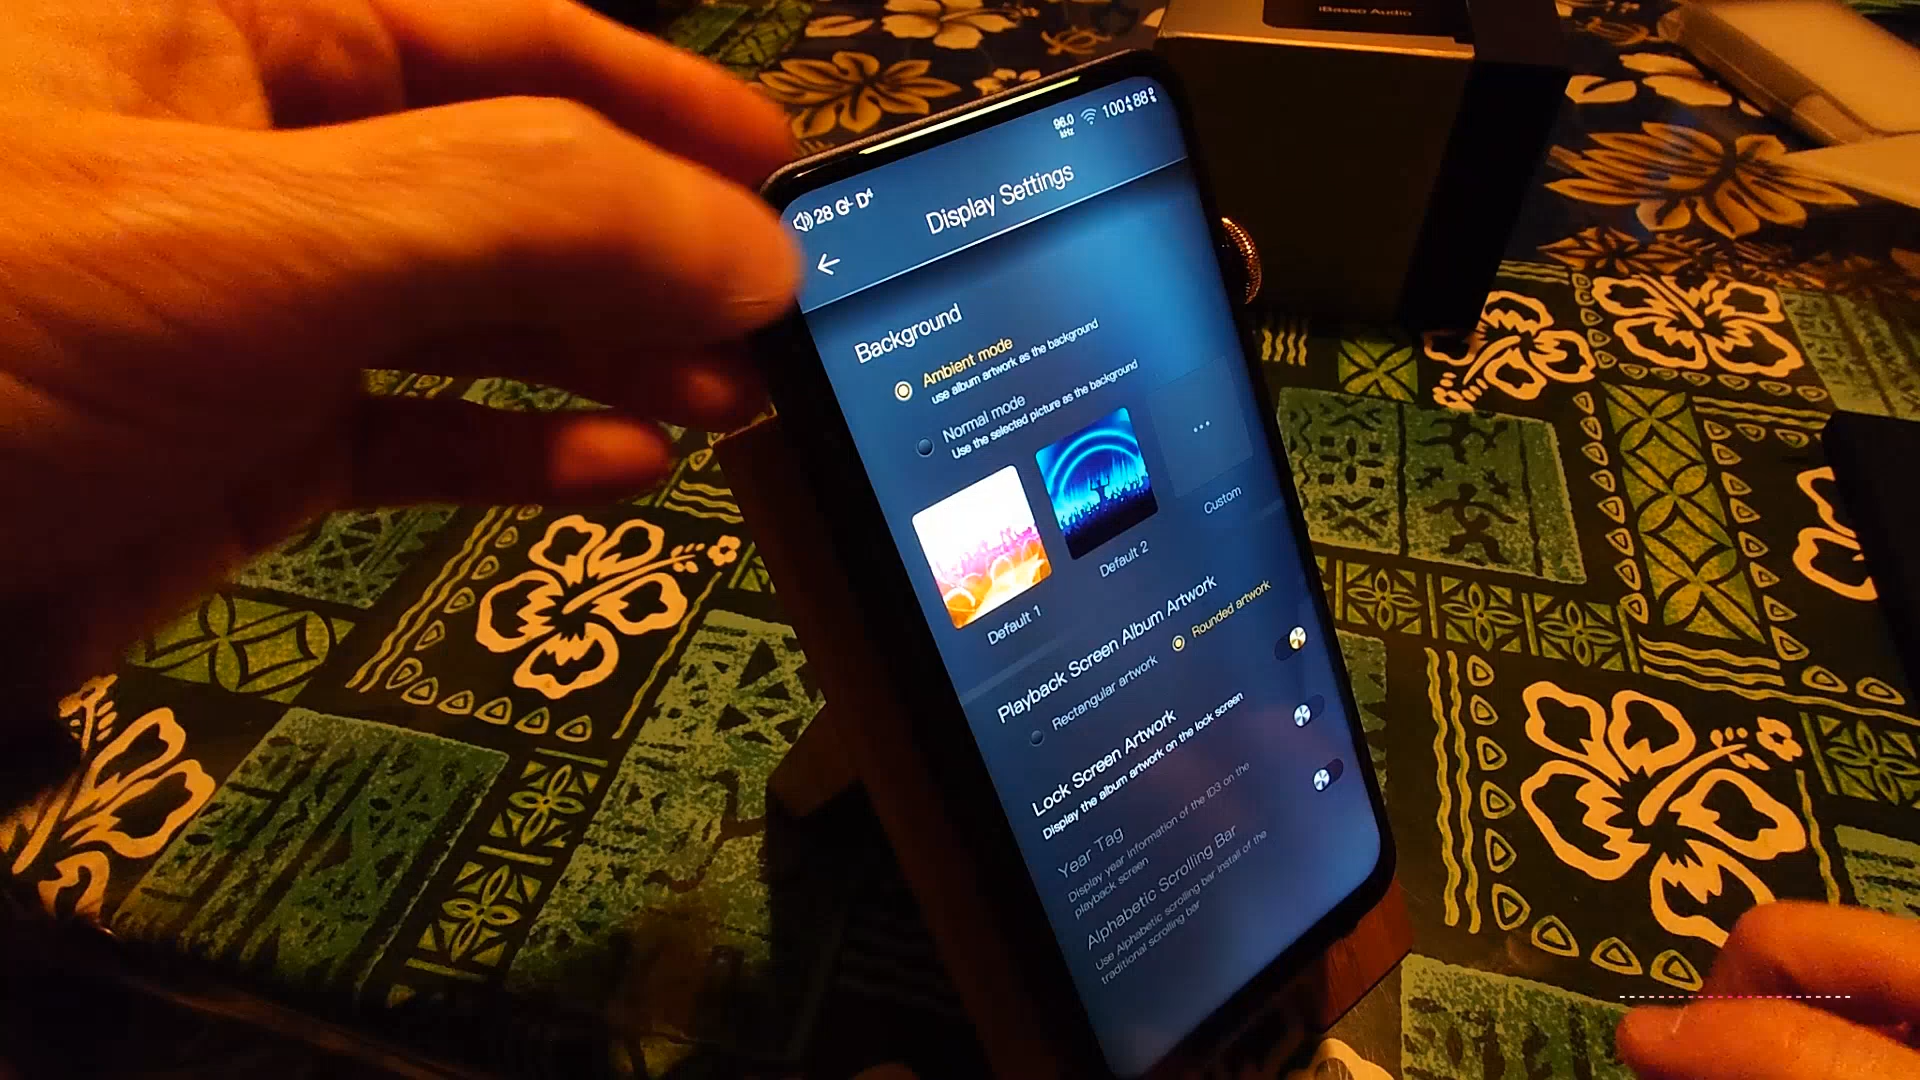 iBasso Audio
96.0 kHz
100 88
28 G L D 4
Display Settings
Background
Ambient mode
use album artwork as the background
Normal mode
Use the selected picture as the background
Default 1
Default 2
Custom
Playback Screen Album Artwork
Rectangular artwork
Rounded artwork
Lock Screen Artwork
Display the album artwork on the lock screen
Year Tag
Display year information of the ID3 on the
playback screen
Alphabetic Scrolling Bar
Use Alphabetic scrolling bar install of the
traditional scrolling bar